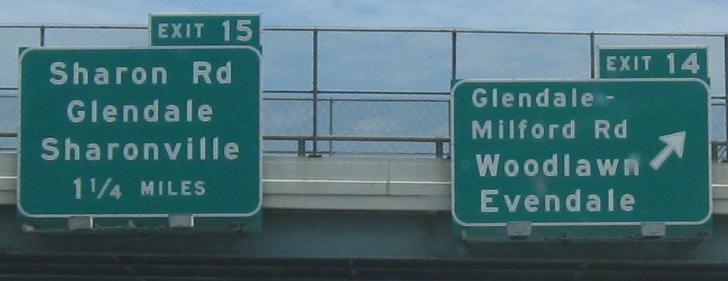 EXIT 15
Sharon Rd
Glendale
Sharonville
1 1/4 MILES
EXIT 14
Glendale-
Milford Rd
Woodlawn
Evendale